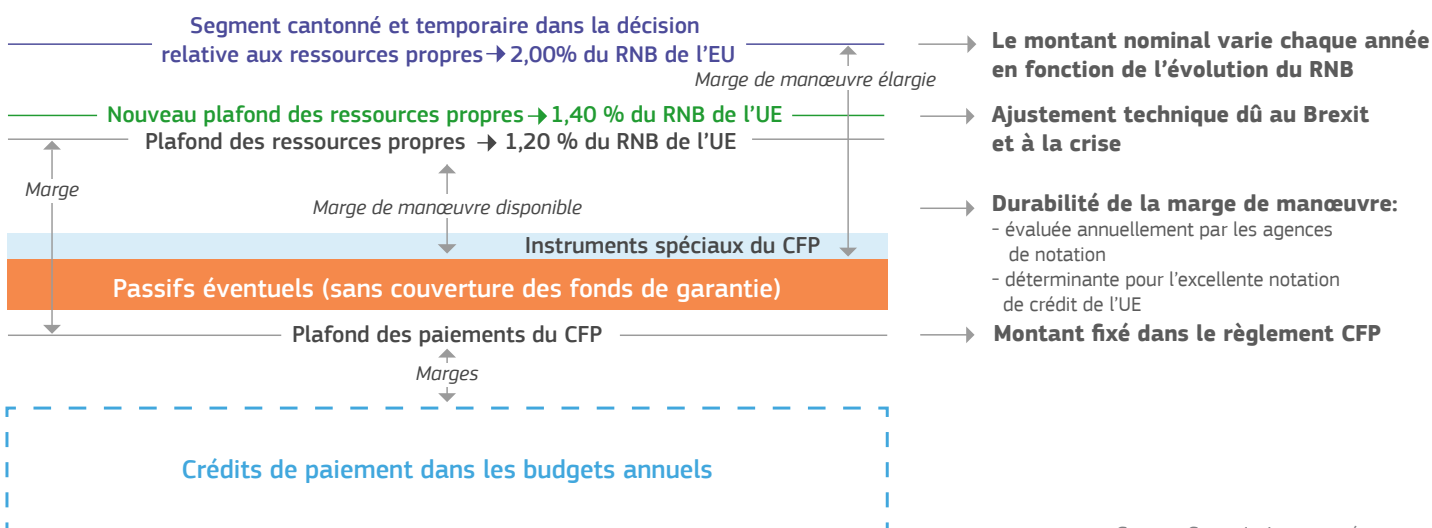 Segment cantonné et temporaire dans la décision
relative aux ressources propres → 2,00% du RNB de l'EU
Marge de manœuvre élargie
Le montant nominal varie chaque année
en fonction de l'évolution du RNB
Nouveau plafond des ressources propres → 1,40 % du RNB de l'UE
Ajustement technique dû au Brexit
et à la crise
Plafond des ressources propres → 1,20 % du RNB de l'UE
Marge
Marge de manœuvre disponible
Durabilité de la marge de manœuvre:
- évaluée annuellement par les agences
de notation
- déterminante pour l'excellente notation
de crédit de l'UE
Instruments spéciaux du CFP
Passifs éventuels (sans couverture des fonds de garantie)
Plafond des paiements du CFP
Montant fixé dans le règlement CFP
Marges
Crédits de paiement dans les budgets annuels